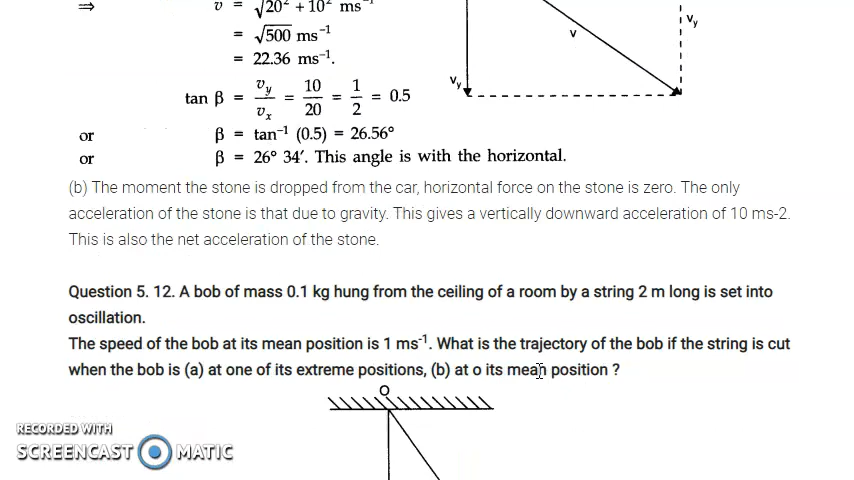 ⇒ υ = √20² + 10² ms⁻¹
= √500 ms⁻¹
= 22.36 ms⁻¹.
v
Vy
Vy
tan β = υy/υx = 10/20 = 1/2 = 0.5
or β = tan⁻¹ (0.5) = 26.56°
or β = 26° 34′. This angle is with the horizontal.
(b) The moment the stone is dropped from the car, horizontal force on the stone is zero. The only
acceleration of the stone is that due to gravity. This gives a vertically downward acceleration of 10 ms-2.
This is also the net acceleration of the stone.
Question 5. 12. A bob of mass 0.1 kg hung from the ceiling of a room by a string 2 m long is set into
oscillation.
The speed of the bob at its mean position is 1 ms⁻¹. What is the trajectory of the bob if the string is cut
when the bob is (a) at one of its extreme positions, (b) at o its mean position ?
O
RECORDED WITH
SCREENCAST MATIC